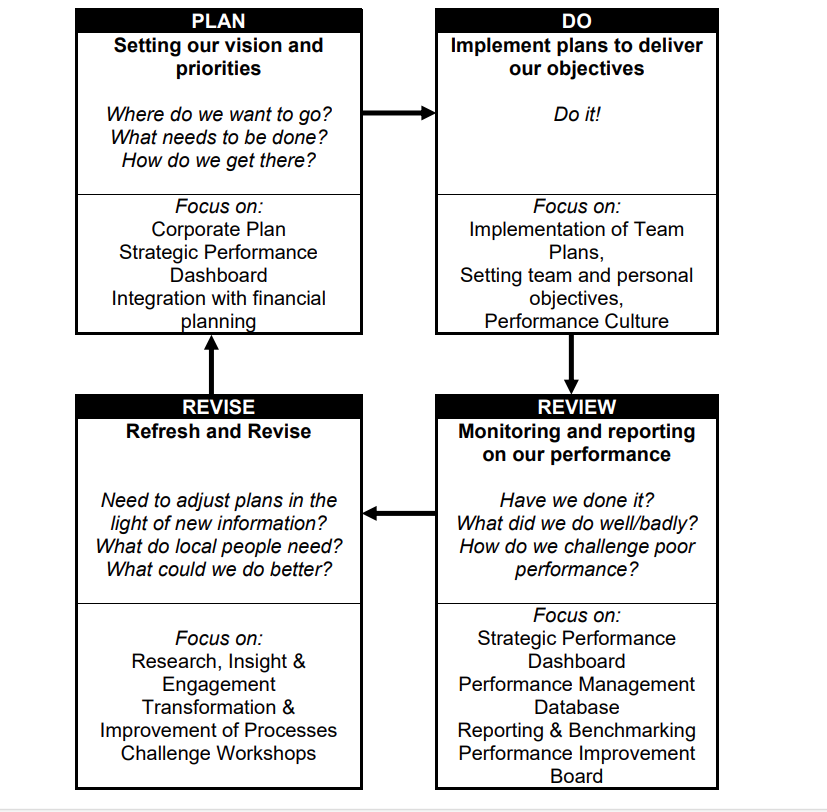 PLAN
Setting our vision and
priorities
Where do we want to go?
What needs to be done?
How do we get there?
Focus on:
Corporate Plan
Strategic Performance
Dashboard
Integration with financial
planning
DO
Implement plans to deliver
our objectives
Do it!
Focus on:
Implementation of Team
Plans,
Setting team and personal
objectives,
Performance Culture
REVIEW
Monitoring and reporting
on our performance
Have we done it?
What did we do well/badly?
How do we challenge poor
performance?
Focus on:
Strategic Performance
Dashboard
Performance Management
Database
Reporting & Benchmarking
Performance Improvement
Board
REVISE
Refresh and Revise
Need to adjust plans in the
light of new information?
What do local people need?
What could we do better?
Focus on:
Research, Insight &
Engagement
Transformation &
Improvement of Processes
Challenge Workshops